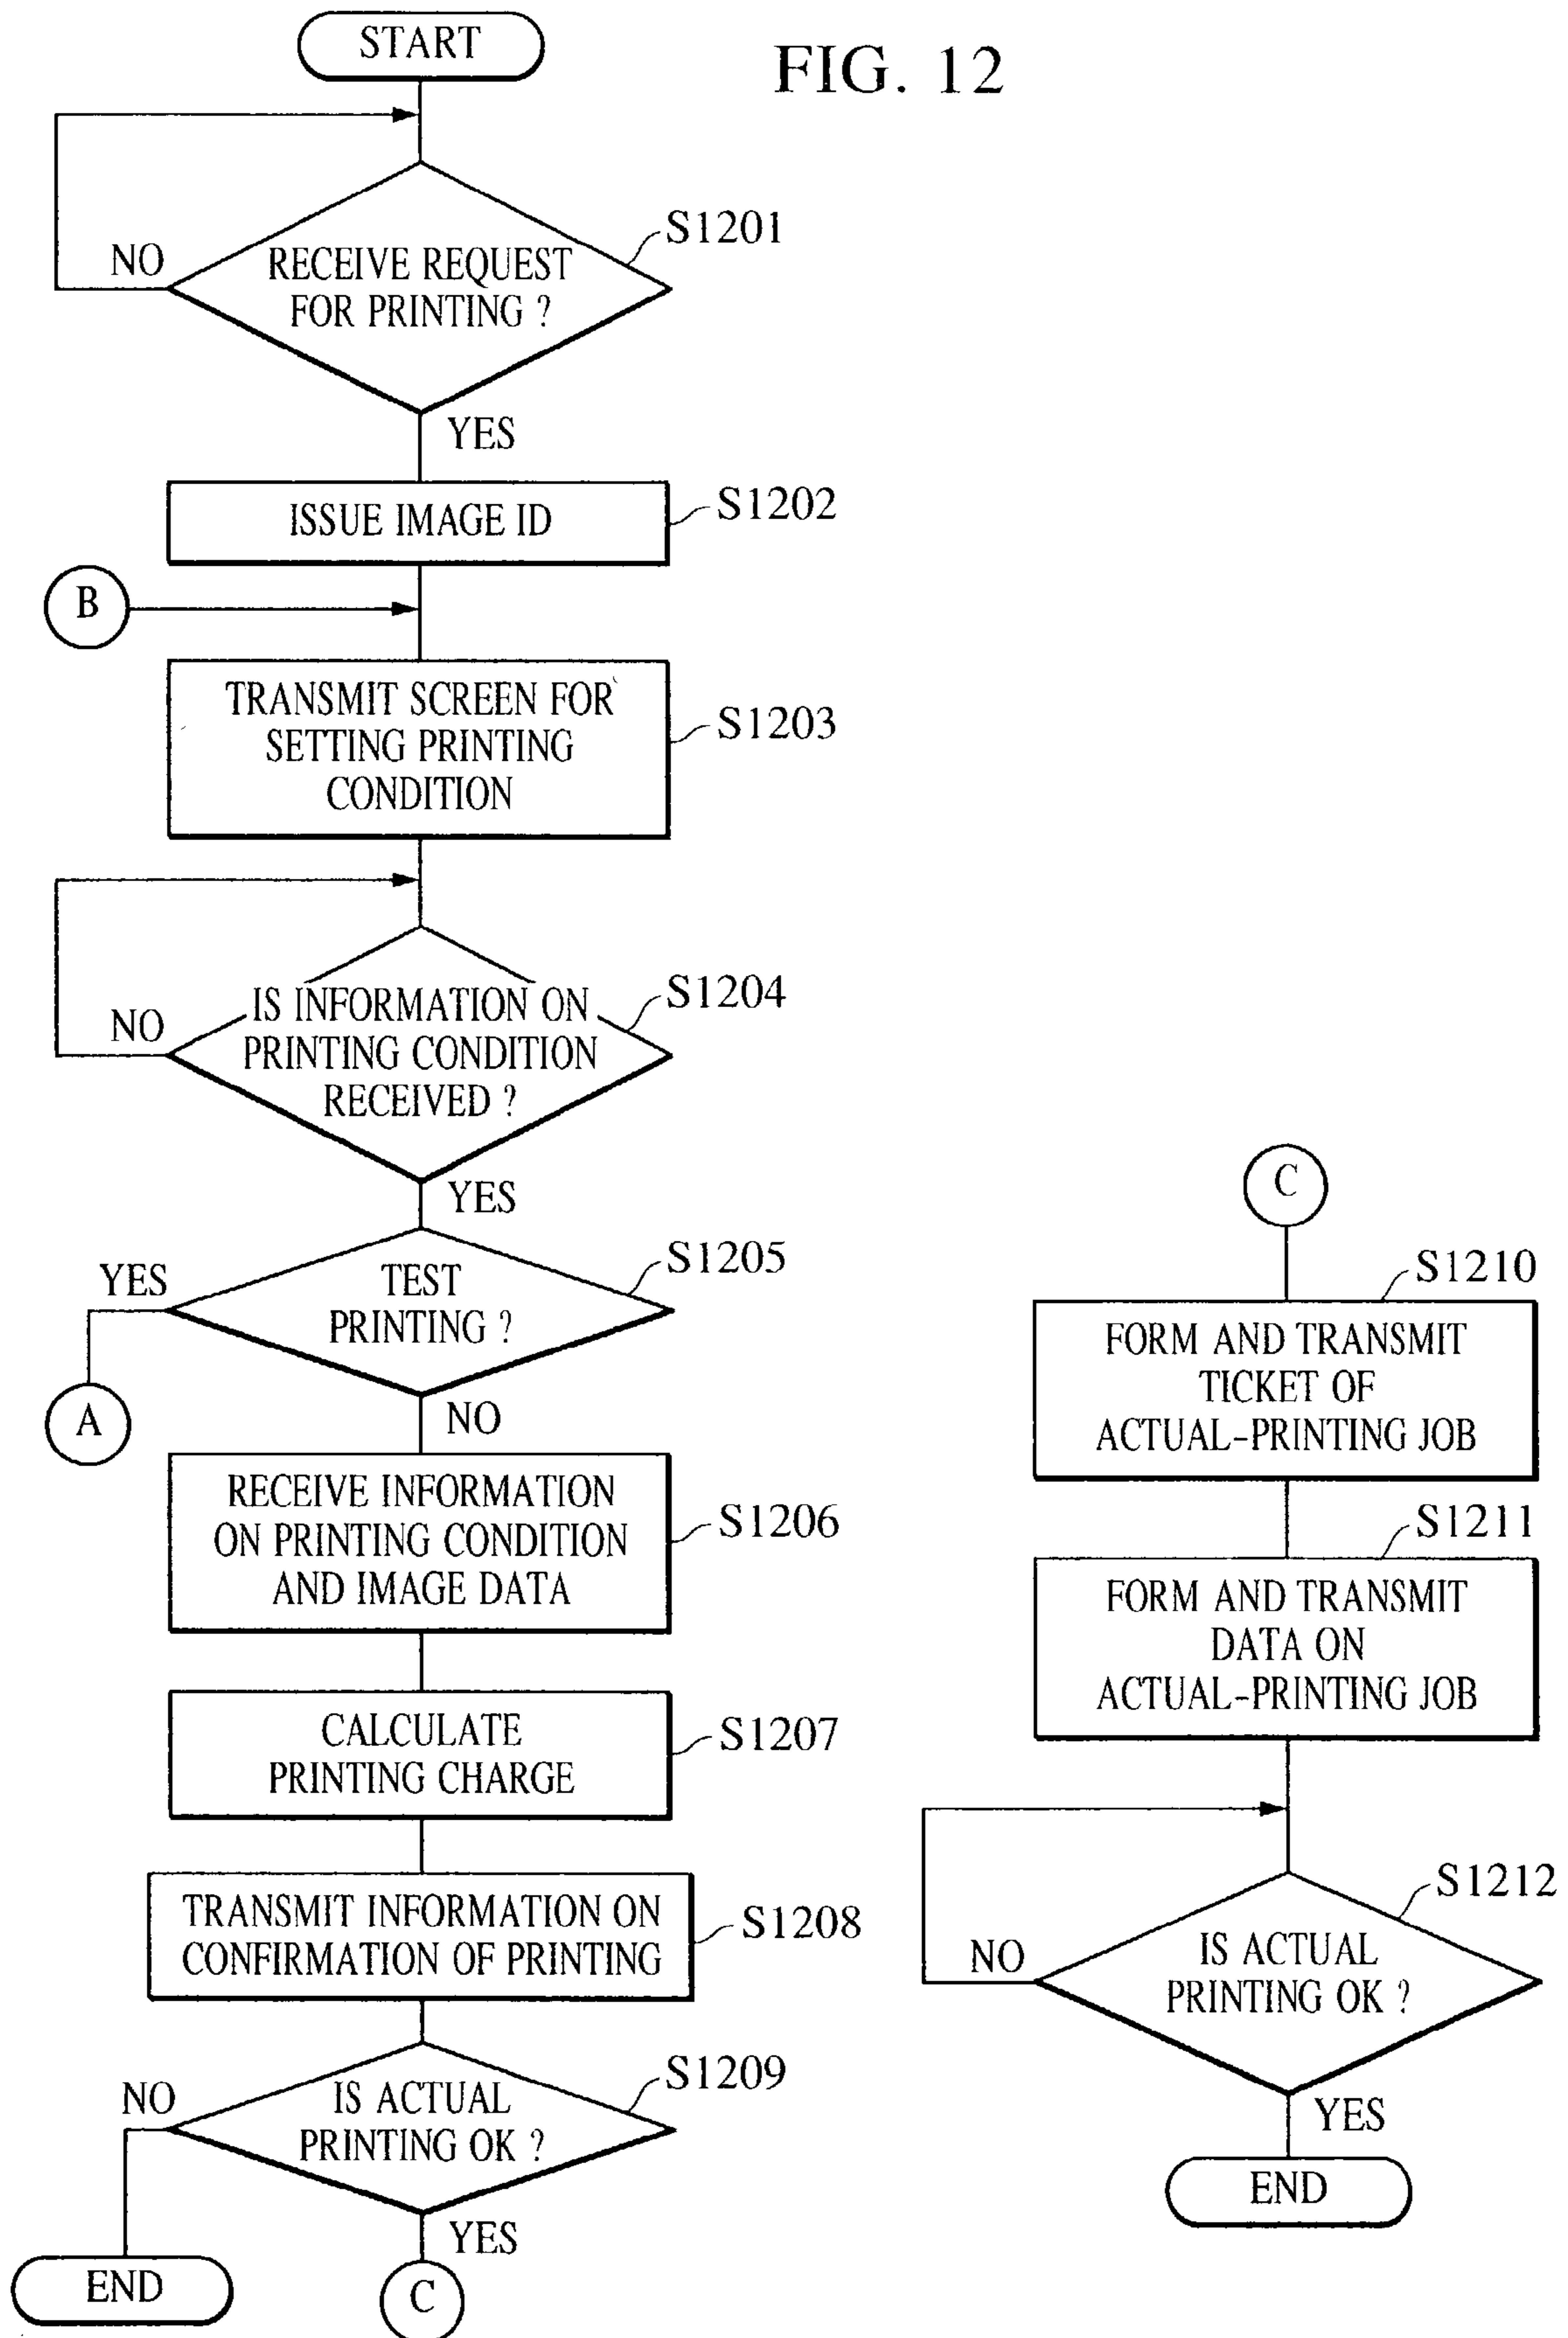 START
FIG. 12
S1201
NO
RECEIVE REQUEST
FOR PRINTING ?
YES
ISSUE IMAGE ID
S1202
B
TRANSMIT SCREEN FOR
SETTING PRINTING
CONDITION
S1203
S1204
NO
IS INFORMATION ON
PRINTING CONDITION
RECEIVED ?
YES
S1205
YES
TEST
PRINTING ?
A
NO
RECEIVE INFORMATION
ON PRINTING CONDITION
AND IMAGE DATA
S1206
CALCULATE
PRINTING CHARGE
S1207
TRANSMIT INFORMATION ON
CONFIRMATION OF PRINTING
S1208
S1209
NO
IS ACTUAL
PRINTING OK ?
YES
END
C
C
S1210
FORM AND TRANSMIT
TICKET OF
ACTUAL-PRINTING JOB
S1211
FORM AND TRANSMIT
DATA ON
ACTUAL-PRINTING JOB
S1212
NO
IS ACTUAL
PRINTING OK ?
YES
END